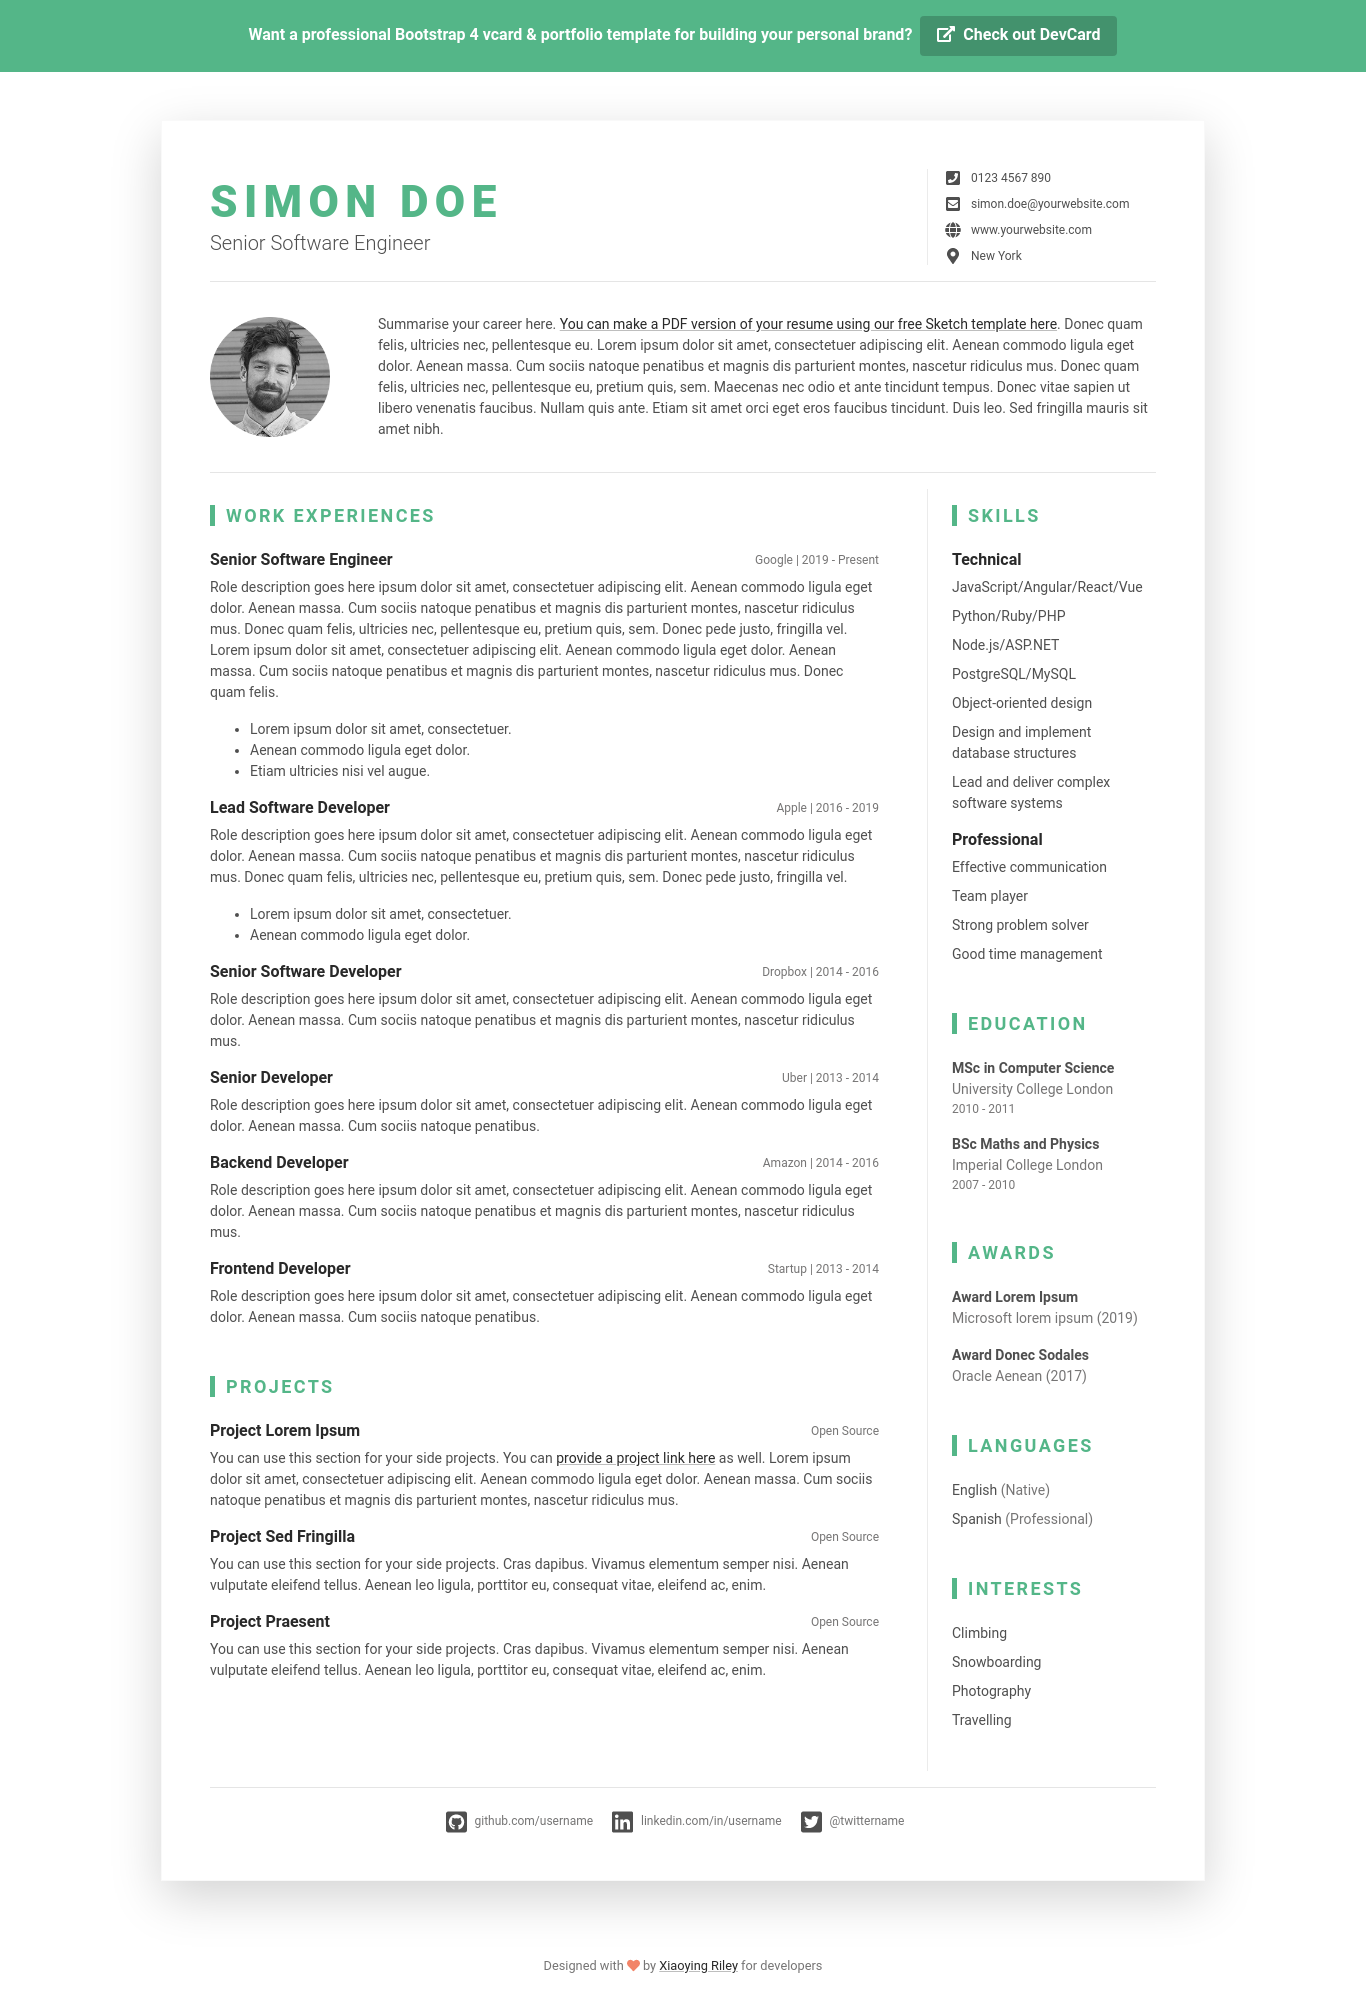 Want a professional Bootstrap 4 vcard & portfolio template for building your personal brand? Check out DevCard
SIMON DOE
Senior Software Engineer
0123 4567 890
simon.doe@yourwebsite.com
www.yourwebsite.com
New York
Summarise your career here. You can make a PDF version of your resume using our free Sketch template here. Donec quam
felis, ultricies nec, pellentesque eu. Lorem ipsum dolor sit amet, consectetuer adipiscing elit. Aenean commodo ligula eget
dolor. Aenean massa. Cum sociis natoque penatibus et magnis dis parturient montes, nascetur ridiculus mus. Donec quam
felis, ultricies nec, pellentesque eu, pretium quis, sem. Maecenas nec odio et ante tincidunt tempus. Donec vitae sapien ut
libero venenatis faucibus. Nullam quis ante. Etiam sit amet orci eget eros faucibus tincidunt. Duis leo. Sed fringilla mauris sit
amet nibh.
WORK EXPERIENCES
Senior Software Engineer
Google | 2019 - Present
Role description goes here ipsum dolor sit amet, consectetuer adipiscing elit. Aenean commodo ligula eget
dolor. Aenean massa. Cum sociis natoque penatibus et magnis dis parturient montes, nascetur ridiculus
mus. Donec quam felis, ultricies nec, pellentesque eu, pretium quis, sem. Donec pede justo, fringilla vel.
Lorem ipsum dolor sit amet, consectetuer adipiscing elit. Aenean commodo ligula eget dolor. Aenean
massa. Cum sociis natoque penatibus et magnis dis parturient montes, nascetur ridiculus mus. Donec
quam felis.
• Lorem ipsum dolor sit amet, consectetuer.
• Aenean commodo ligula eget dolor.
• Etiam ultricies nisi vel augue.
Lead Software Developer
Apple | 2016 - 2019
Role description goes here ipsum dolor sit amet, consectetuer adipiscing elit. Aenean commodo ligula eget
dolor. Aenean massa. Cum sociis natoque penatibus et magnis dis parturient montes, nascetur ridiculus
mus. Donec quam felis, ultricies nec, pellentesque eu, pretium quis, sem. Donec pede justo, fringilla vel.
• Lorem ipsum dolor sit amet, consectetuer.
• Aenean commodo ligula eget dolor.
Senior Software Developer
Dropbox | 2014 - 2016
Role description goes here ipsum dolor sit amet, consectetuer adipiscing elit. Aenean commodo ligula eget
dolor. Aenean massa. Cum sociis natoque penatibus et magnis dis parturient montes, nascetur ridiculus
mus.
Senior Developer
Uber | 2013 - 2014
Role description goes here ipsum dolor sit amet, consectetuer adipiscing elit. Aenean commodo ligula eget
dolor. Aenean massa. Cum sociis natoque penatibus.
Backend Developer
Amazon | 2014 - 2016
Role description goes here ipsum dolor sit amet, consectetuer adipiscing elit. Aenean commodo ligula eget
dolor. Aenean massa. Cum sociis natoque penatibus et magnis dis parturient montes, nascetur ridiculus
mus.
Frontend Developer
Startup | 2013 - 2014
Role description goes here ipsum dolor sit amet, consectetuer adipiscing elit. Aenean commodo ligula eget
dolor. Aenean massa. Cum sociis natoque penatibus.
PROJECTS
Project Lorem Ipsum
Open Source
You can use this section for your side projects. You can provide a project link here as well. Lorem ipsum
dolor sit amet, consectetuer adipiscing elit. Aenean commodo ligula eget dolor. Aenean massa. Cum sociis
natoque penatibus et magnis dis parturient montes, nascetur ridiculus mus.
Project Sed Fringilla
Open Source
You can use this section for your side projects. Cras dapibus. Vivamus elementum semper nisi. Aenean
vulputate eleifend tellus. Aenean leo ligula, porttitor eu, consequat vitae, eleifend ac, enim.
Project Praesent
Open Source
You can use this section for your side projects. Cras dapibus. Vivamus elementum semper nisi. Aenean
vulputate eleifend tellus. Aenean leo ligula, porttitor eu, consequat vitae, eleifend ac, enim.
SKILLS
Technical
JavaScript/Angular/React/Vue
Python/Ruby/PHP
Node.js/ASP.NET
PostgreSQL/MySQL
Object-oriented design
Design and implement
database structures
Lead and deliver complex
software systems
Professional
Effective communication
Team player
Strong problem solver
Good time management
EDUCATION
MSc in Computer Science
University College London
2010 - 2011
BSc Maths and Physics
Imperial College London
2007 - 2010
AWARDS
Award Lorem Ipsum
Microsoft lorem ipsum (2019)
Award Donec Sodales
Oracle Aenean (2017)
LANGUAGES
English (Native)
Spanish (Professional)
INTERESTS
Climbing
Snowboarding
Photography
Travelling
github.com/username
linkedin.com/in/username
@twittername
Designed with by Xiaoying Riley for developers